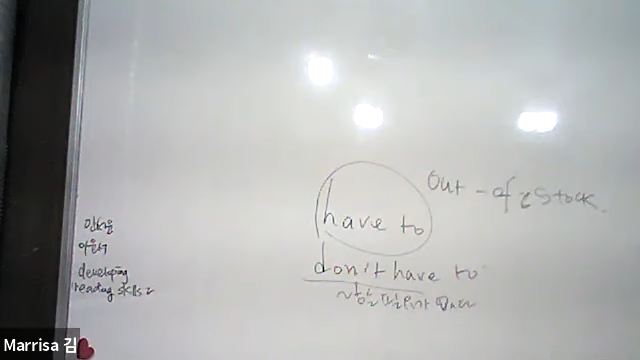 Out-of stock.
have to
don't have to
~할 필요가 없다
developing
reading skills 2
Marrisa 김